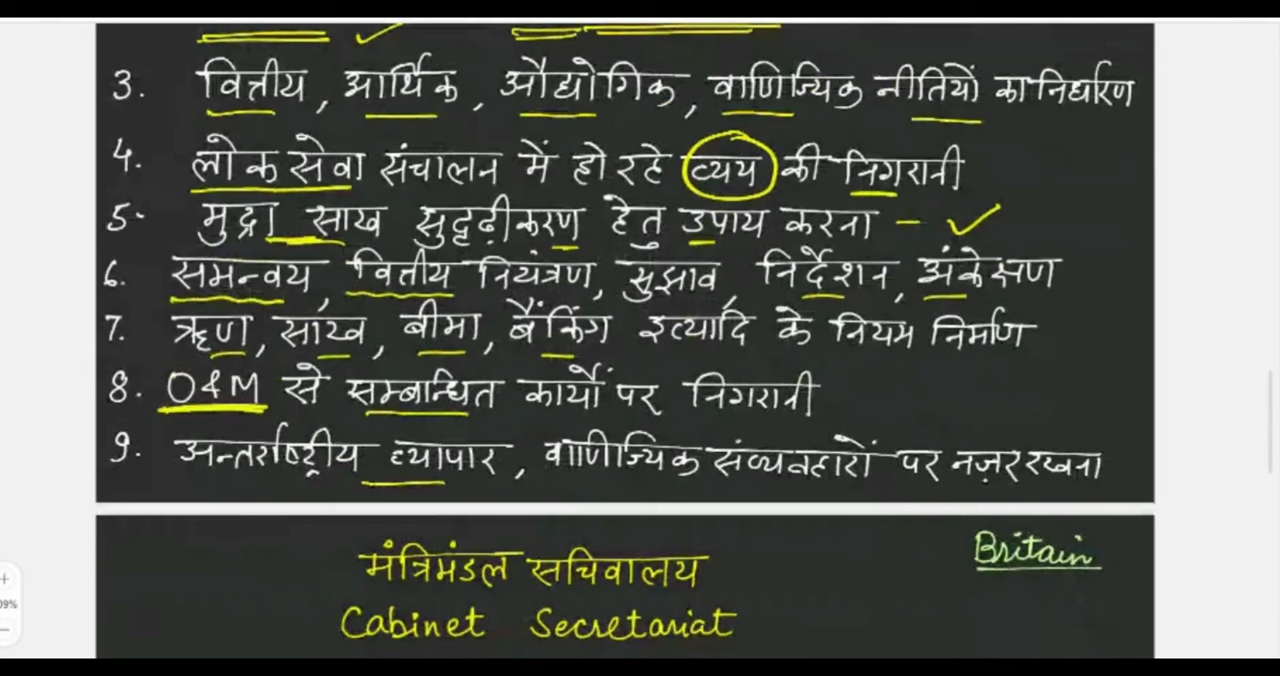 3. वित्तीय, आर्थिक, औद्योगिक, वाणिज्यिक नीतियों का निर्धारण
4. लोक सेवा संचालन में हो रहे व्यय की निगरानी
5. मुद्रा साख सुदृढ़ीकरण हेतु उपाय करना -
6. समन्वय, वित्तीय नियंत्रण, सुझाव, निर्देशन, अंकेक्षण
7. ऋण, साख, बीमा, बैंकिंग इत्यादि के नियम निर्माण
8. O&M से सम्बान्धित कार्यों पर निगरानी
9. अन्तर्राष्ट्रीय व्यापार, वाणिज्यिक संव्यवहारों पर नज़र रखना
Britain
मंत्रिमंडल सचिवालय
Cabinet Secretariat
+
09%
-